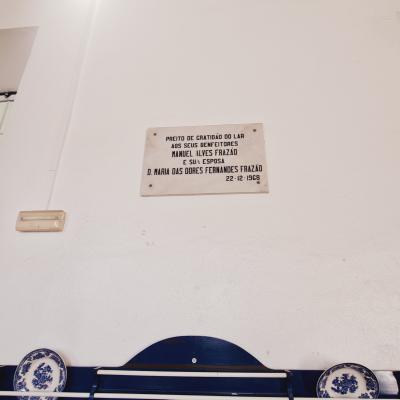 PREITO DE GRATIDÃO DO LAR
AOS SEUS BENFEITORES
MANUEL ALVES FRAZÃO
E SUA ESPOSA
D. MARIA DAS DORES FERNANDES FRAZÃO
22-12-1968